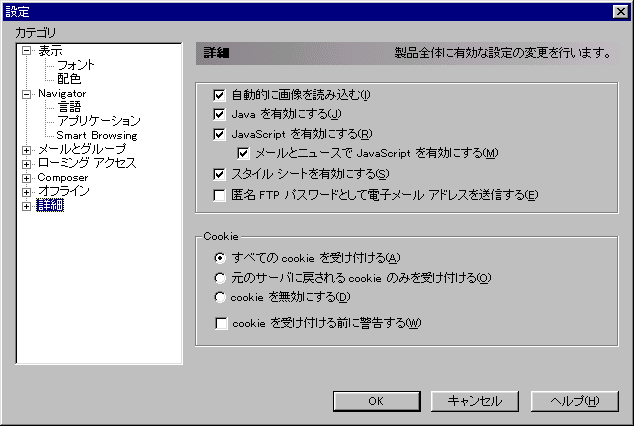 設定
カテゴリ
表示
フォント
配色
Navigator
言語
アプリケーション
Smart Browsing
メールとグループ
ローミング アクセス
Composer
オフライン
詳細
詳細 製品全体に有効な設定の変更を行います。
自動的に画像を読み込む(I)
Java を有効にする(J)
JavaScript を有効にする(R)
メールとニュースで JavaScript を有効にする(M)
スタイル シートを有効にする(S)
匿名 FTP パスワードとして電子メール アドレスを送信する(E)
Cookie
すべての cookie を受け付ける(A)
元のサーバに戻される cookie のみを受け付ける(O)
cookie を無効にする(D)
cookie を受け付ける前に警告する(W)
OK キャンセル ヘルプ(H)